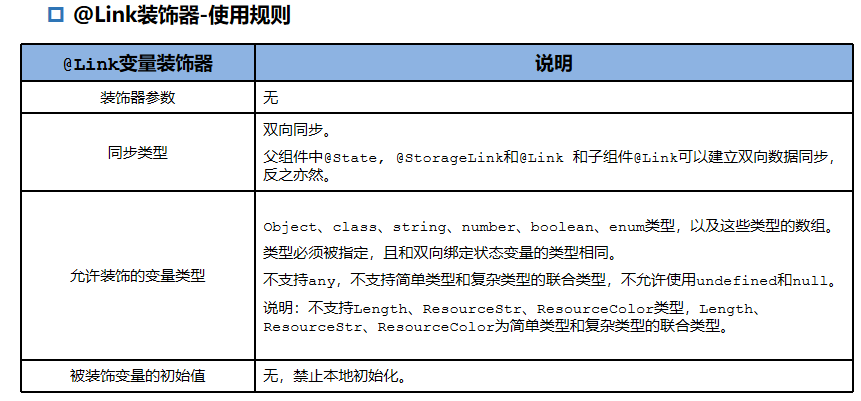 @Link装饰器-使用规则
@Link变量装饰器
说明
装饰器参数
无
同步类型
双向同步。
父组件中@State, @StorageLink和@Link 和子组件@Link可以建立双向数据同步，
反之亦然。
允许装饰的变量类型
Object、class、string、number、boolean、enum类型，以及这些类型的数组。
类型必须被指定，且和双向绑定状态变量的类型相同。
不支持any，不支持简单类型和复杂类型的联合类型，不允许使用undefined和null。
说明：不支持Length、ResourceStr、ResourceColor类型，Length、
ResourceStr、ResourceColor为简单类型和复杂类型的联合类型。
被装饰变量的初始值
无，禁止本地初始化。